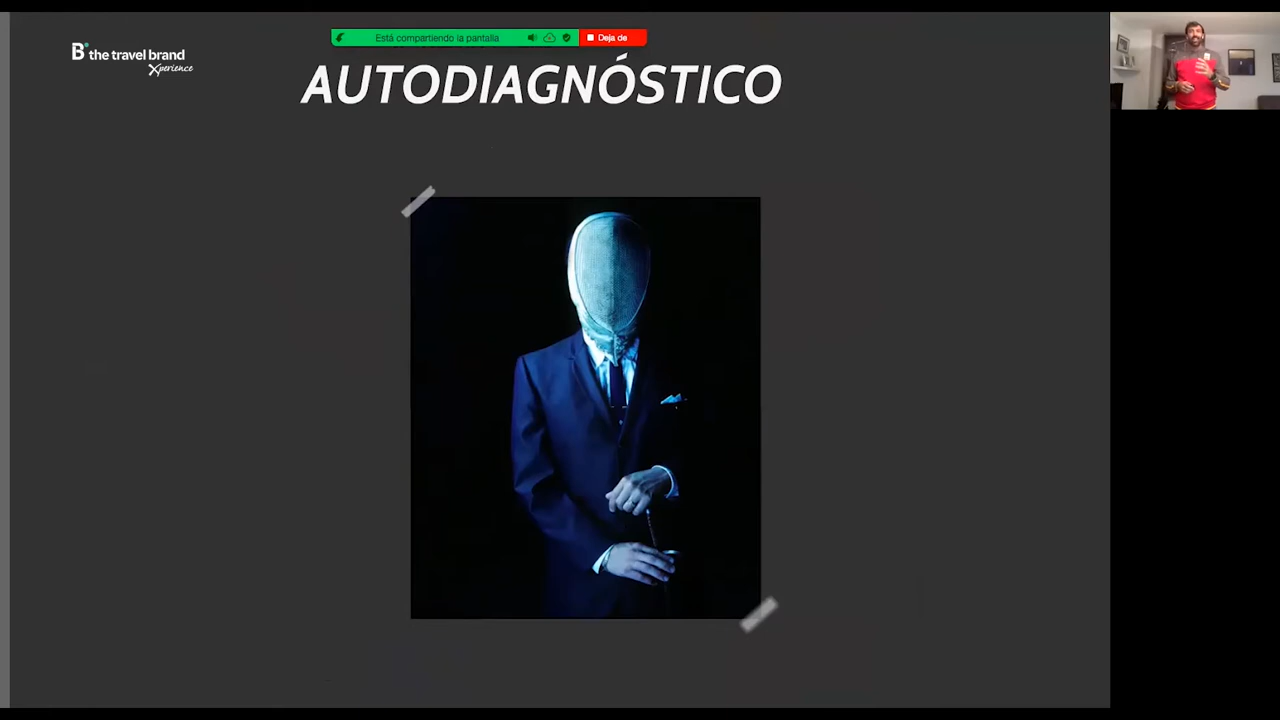 B the travel brand
Xperience
Está compartiendo la pantalla
Deja de
AUTODIAGNÓSTICO